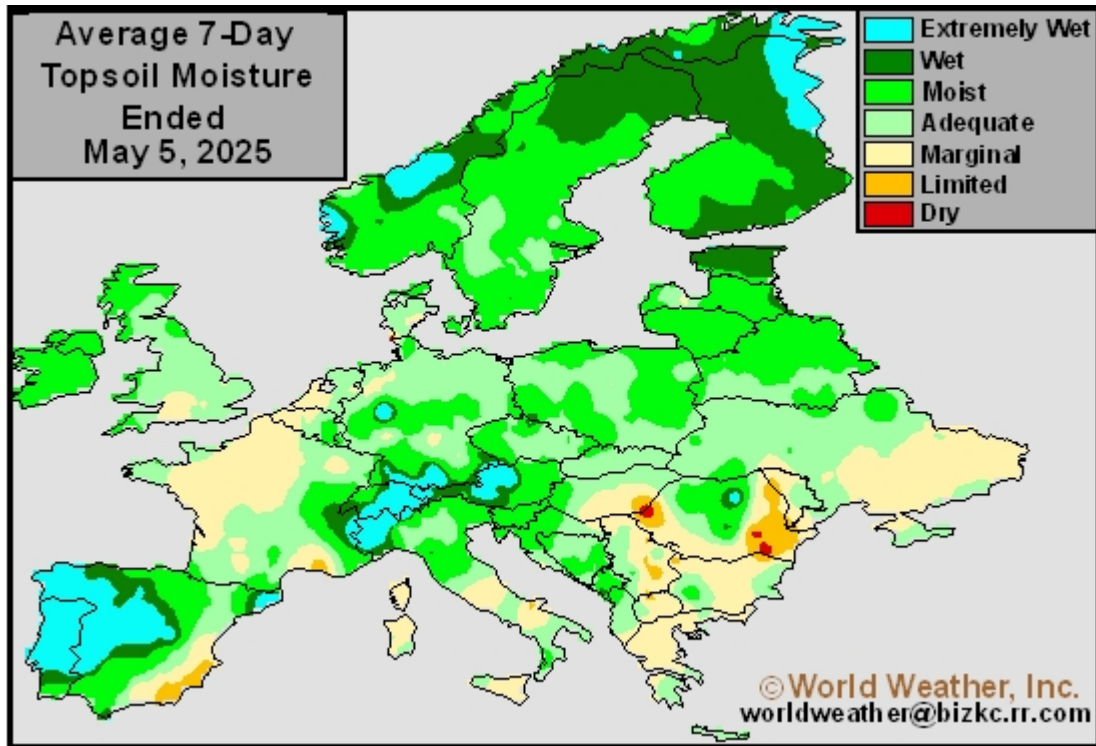 Average 7-Day
Topsoil Moisture
Ended
May 5, 2025
Extremely Wet
Wet
Moist
Adequate
Marginal
Limited
Dry
©World Weather, Inc.
worldweather@bizkc.rr.com